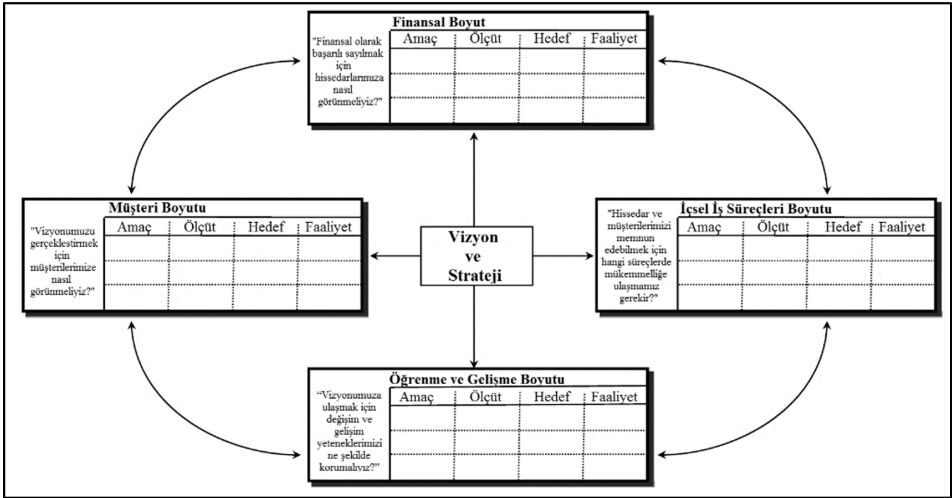 Finansal Boyut
"Finansal olarak
başarılı sayılmak
için
hissedarlarımıza
nasıl
görünmeliyiz?"
Amaç Ölçüt Hedef Faaliyet
Müşteri Boyutu
"Vizyonumuzu
gerçekleştirmek
için
müşterilerimize
nasıl
görünmeliyiz?"
Amaç Ölçüt Hedef Faaliyet
Vizyon
ve
Strateji
İçsel İş Süreçleri Boyutu
"Hissedar ve
müşterilerimizi
memnun
edebilmek için
hangi süreçlerde
mükemmelliğe
ulaşmamız
gerekir?"
Amaç Ölçüt Hedef Faaliyet
Öğrenme ve Gelişme Boyutu
"Vizyonumuza
ulaşmak için
değişim ve
gelişim
yeteneklerimizi
ne şekilde
korumalıyız?"
Amaç Ölçüt Hedef Faaliyet